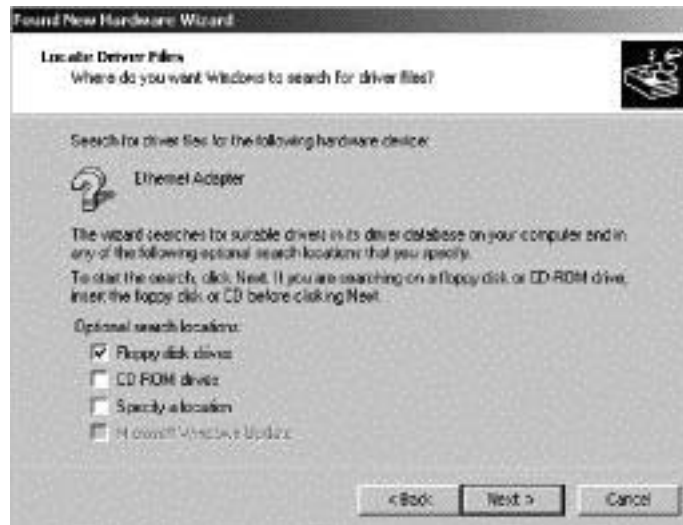 Found New Hardware Wizard
Locate Driver Files
Where do you want Windows to search for driver files?
Search for driver files for the following hardware device:
Ethernet Adapter
The wizard searches for suitable drivers in its driver database on your computer and in
any of the following optional search locations that you specify.
To start the search, click Next. If you are searching on a floppy disk or CD-ROM drive,
insert the floppy disk or CD before clicking Next.
Optional search locations:
Floppy disk drives
CD-ROM drives
Specify a location
Microsoft Windows Update
< Back
Next >
Cancel